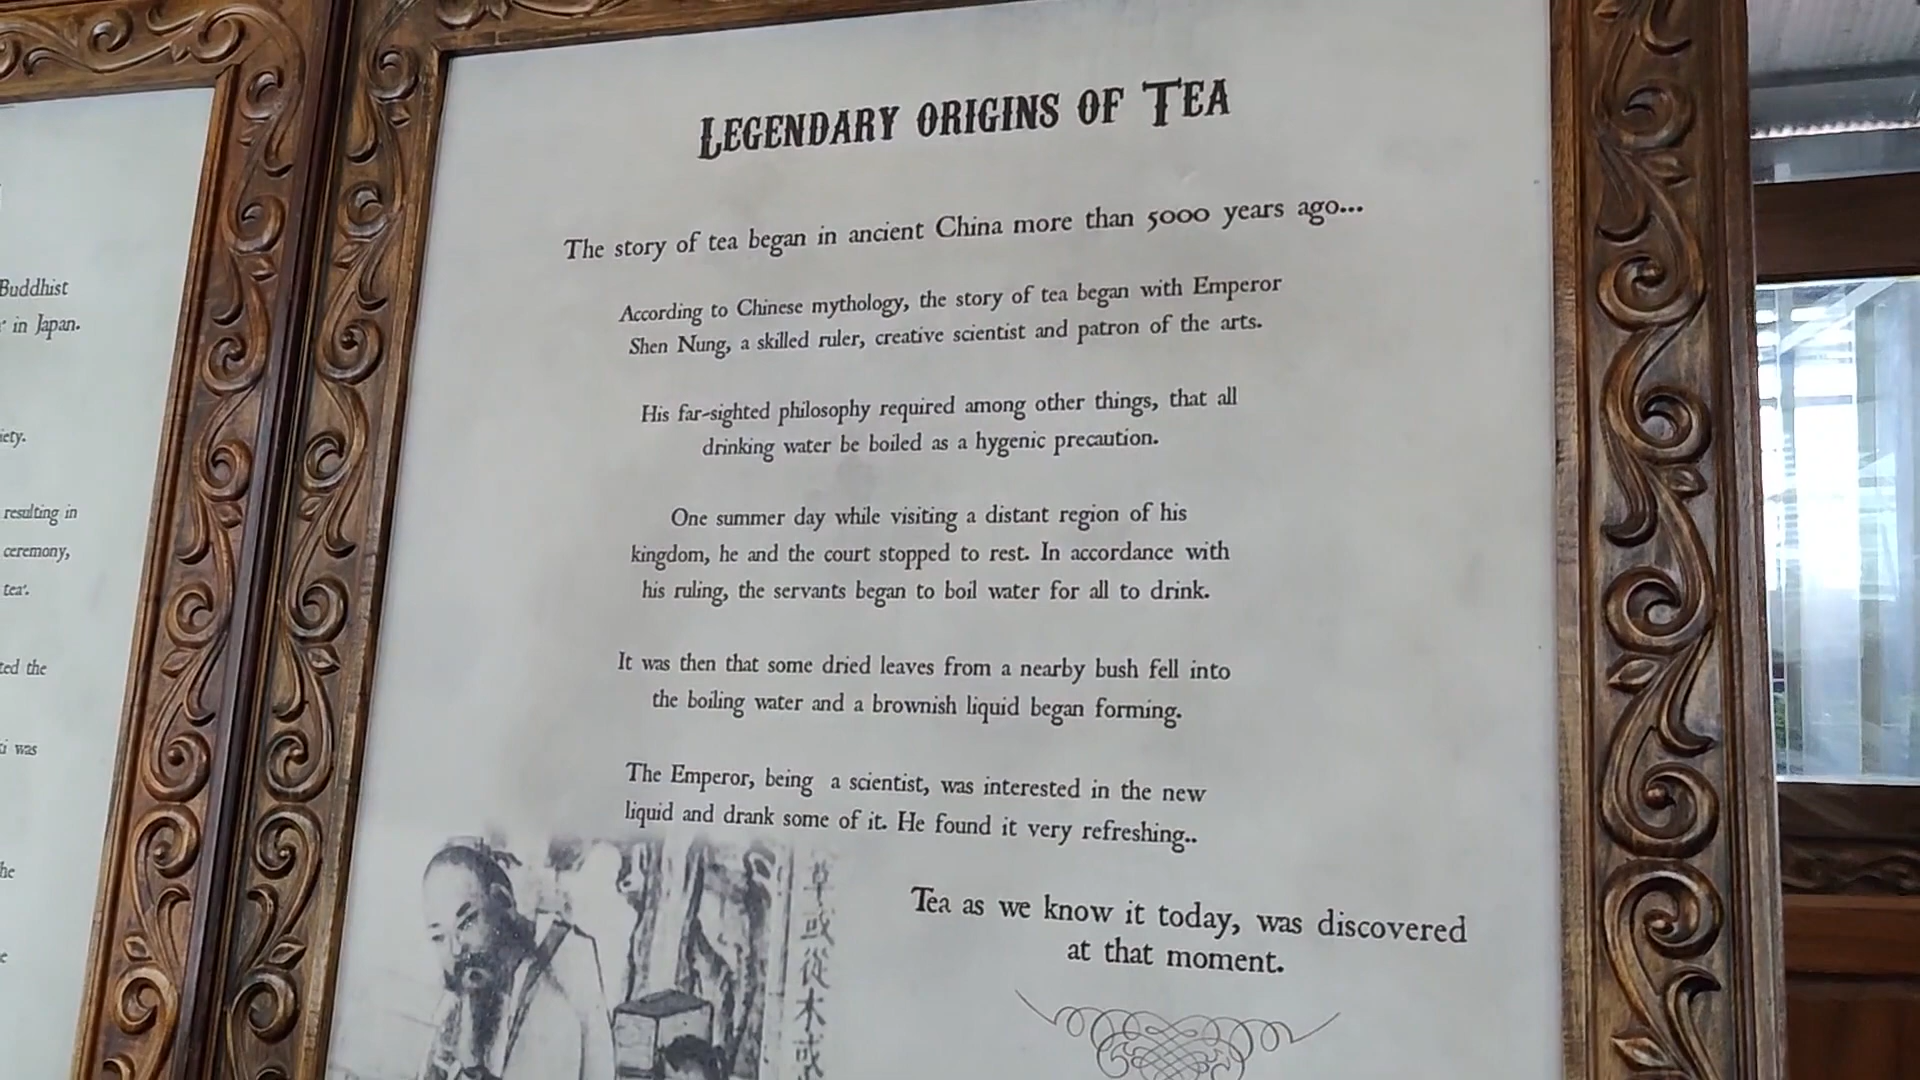 Buddhist
in Japan.
resulting in
ceremony,
tea'.
the
was
LEGENDARY ORIGINS OF TEA
The story of tea began in ancient China more than 5000 years ago...
According to Chinese mythology, the story of tea began with Emperor
Shen Nung, a skilled ruler, creative scientist and patron of the arts.
His far-sighted philosophy required among other things, that all
drinking water be boiled as a hygenic precaution.
One summer day while visiting a distant region of his
kingdom, he and the court stopped to rest. In accordance with
his ruling, the servants began to boil water for all to drink.
It was then that some dried leaves from a nearby bush fell into
the boiling water and a brownish liquid began forming.
The Emperor, being a scientist, was interested in the new
liquid and drank some of it. He found it very refreshing..
Tea as we know it today, was discovered
at that moment.
草或從木或